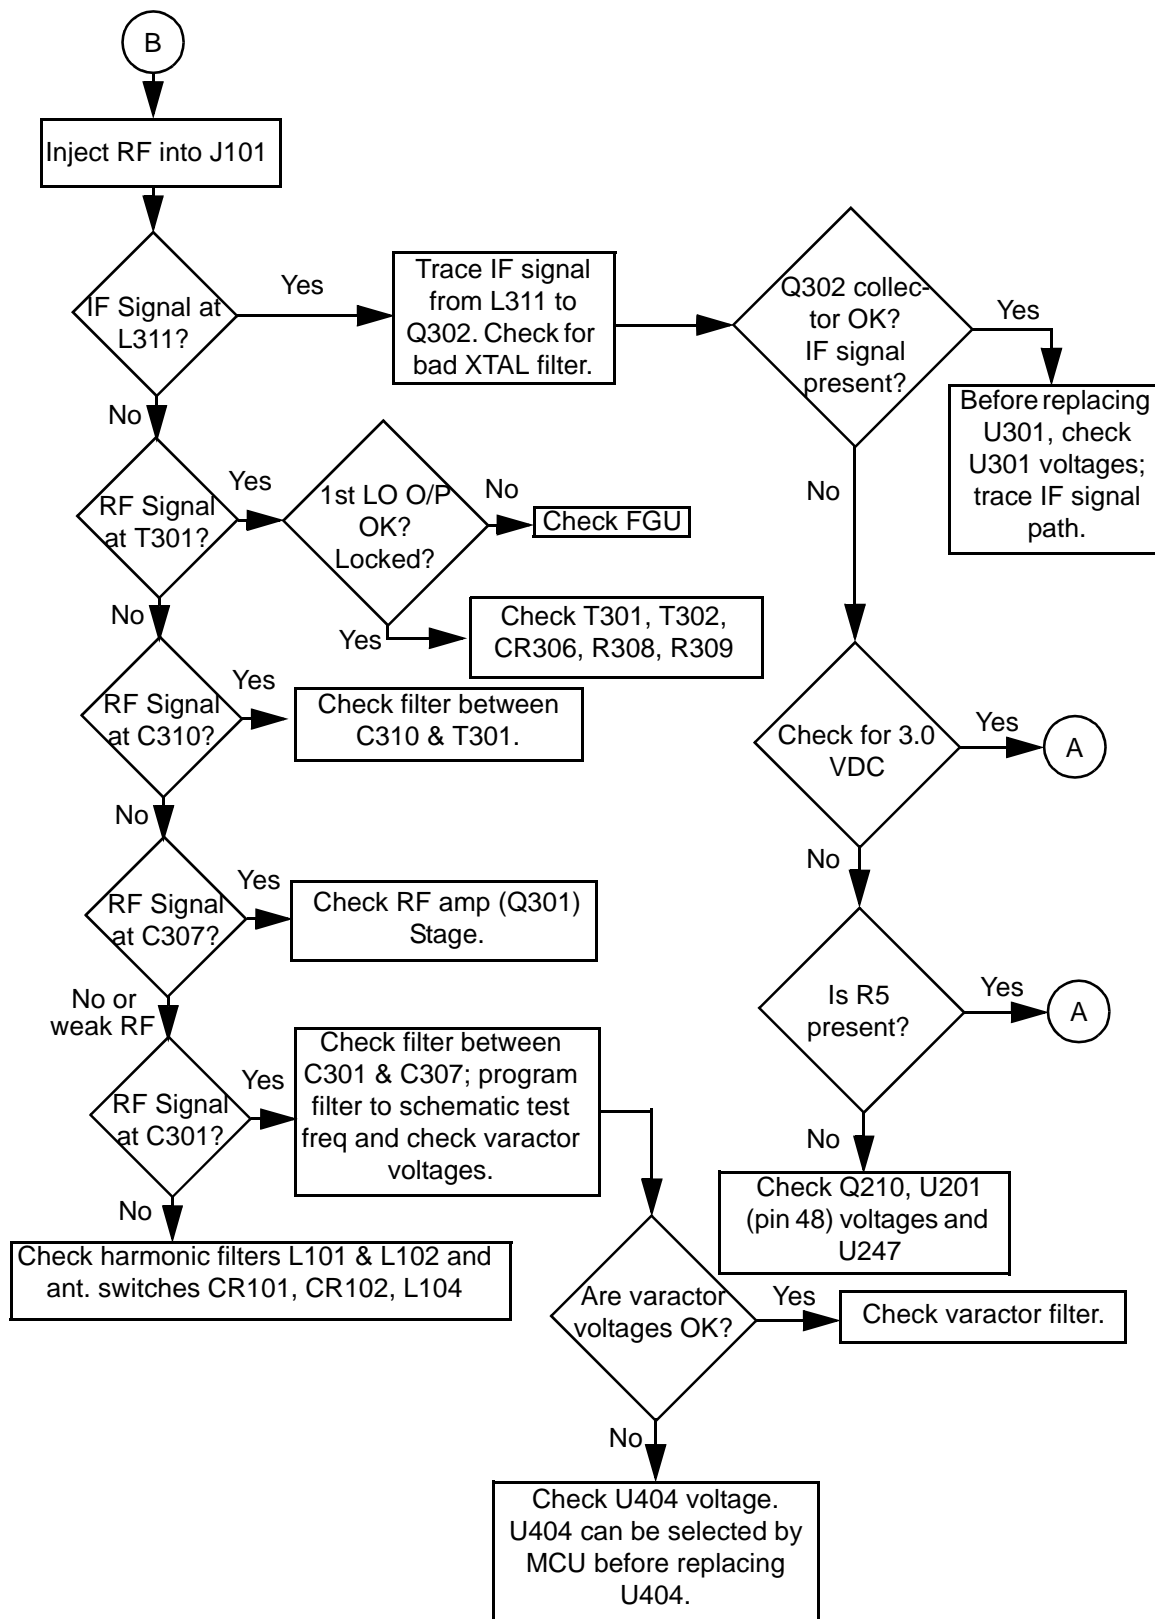 B
Inject RF into J101
IF Signal at
L311?
Yes
Trace IF signal
from L311 to
Q302. Check for
bad XTAL filter.
Q302 collec-
tor OK?
IF signal
present?
Yes
Before replacing
U301, check
U301 voltages;
trace IF signal
path.
No
RF Signal
at T301?
Yes
1st LO O/P
OK?
Locked?
No
Check FGU
Yes
Check T301, T302,
CR306, R308, R309
No
No
RF Signal
at C310?
Yes
Check filter between
C310 & T301.
Check for 3.0
VDC
Yes
A
No
RF Signal
at C307?
Yes
Check RF amp (Q301)
Stage.
No
Is R5
present?
Yes
A
No or
weak RF
RF Signal
at C301?
Yes
Check filter between
C301 & C307; program
filter to schematic test
freq and check varactor
voltages.
No
Check Q210, U201
(pin 48) voltages and
U247
No
Check harmonic filters L101 & L102 and
ant. switches CR101, CR102, L104
Are varactor
voltages OK?
Yes
Check varactor filter.
No
Check U404 voltage.
U404 can be selected by
MCU before replacing
U404.